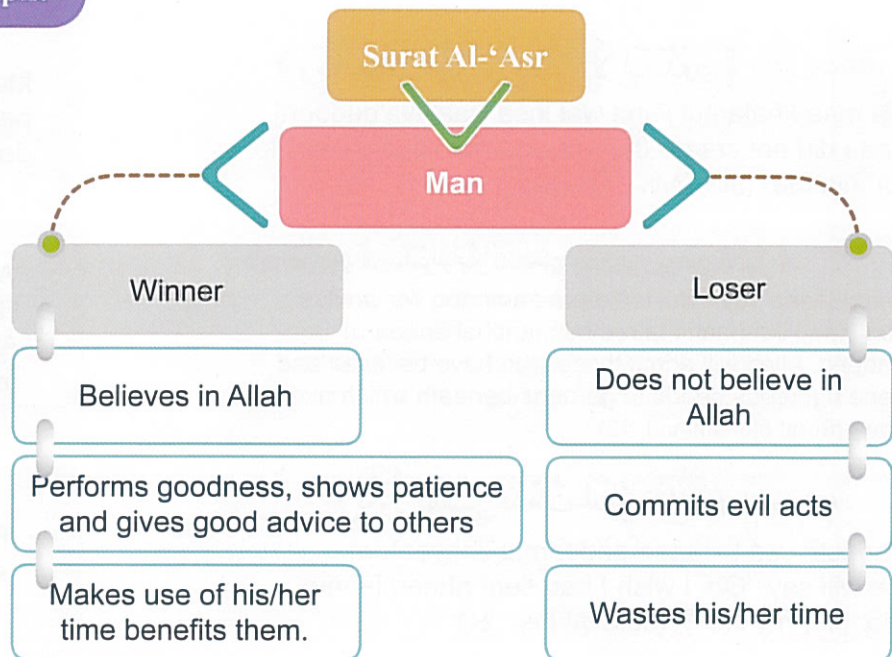 Surat Al-‘Asr
Man
Winner
Believes in Allah
Performs goodness, shows patience
and gives good advice to others
Makes use of his/her
time benefits them.
Loser
Does not believe in
Allah
Commits evil acts
Wastes his/her time